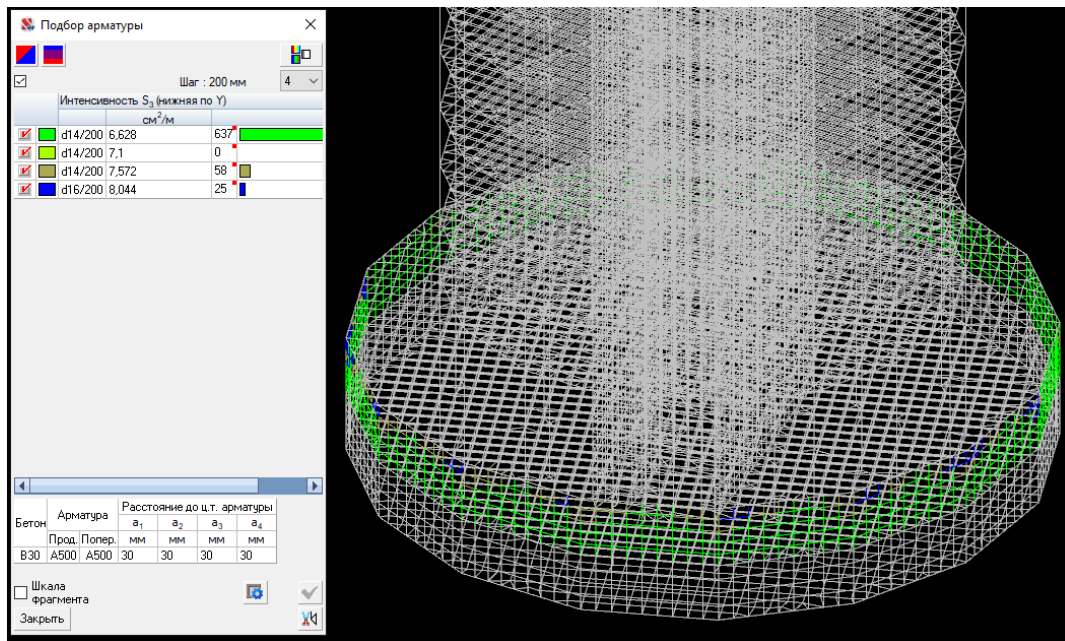 Подбор арматуры
Шаг : 200 мм 4
Интенсивность S3 (нижняя по Y)
см²/м
d14/200 6,628 637
d14/200 7,1 0
d14/200 7,572 58
d16/200 8,044 25
Бетон Арматура Расстояние до ц.т. арматуры
a1 a2 a3 a4
Прод. Попер. мм мм мм мм
B30 A500 A500 30 30 30 30
Шкала
фрагмента
Закрыть